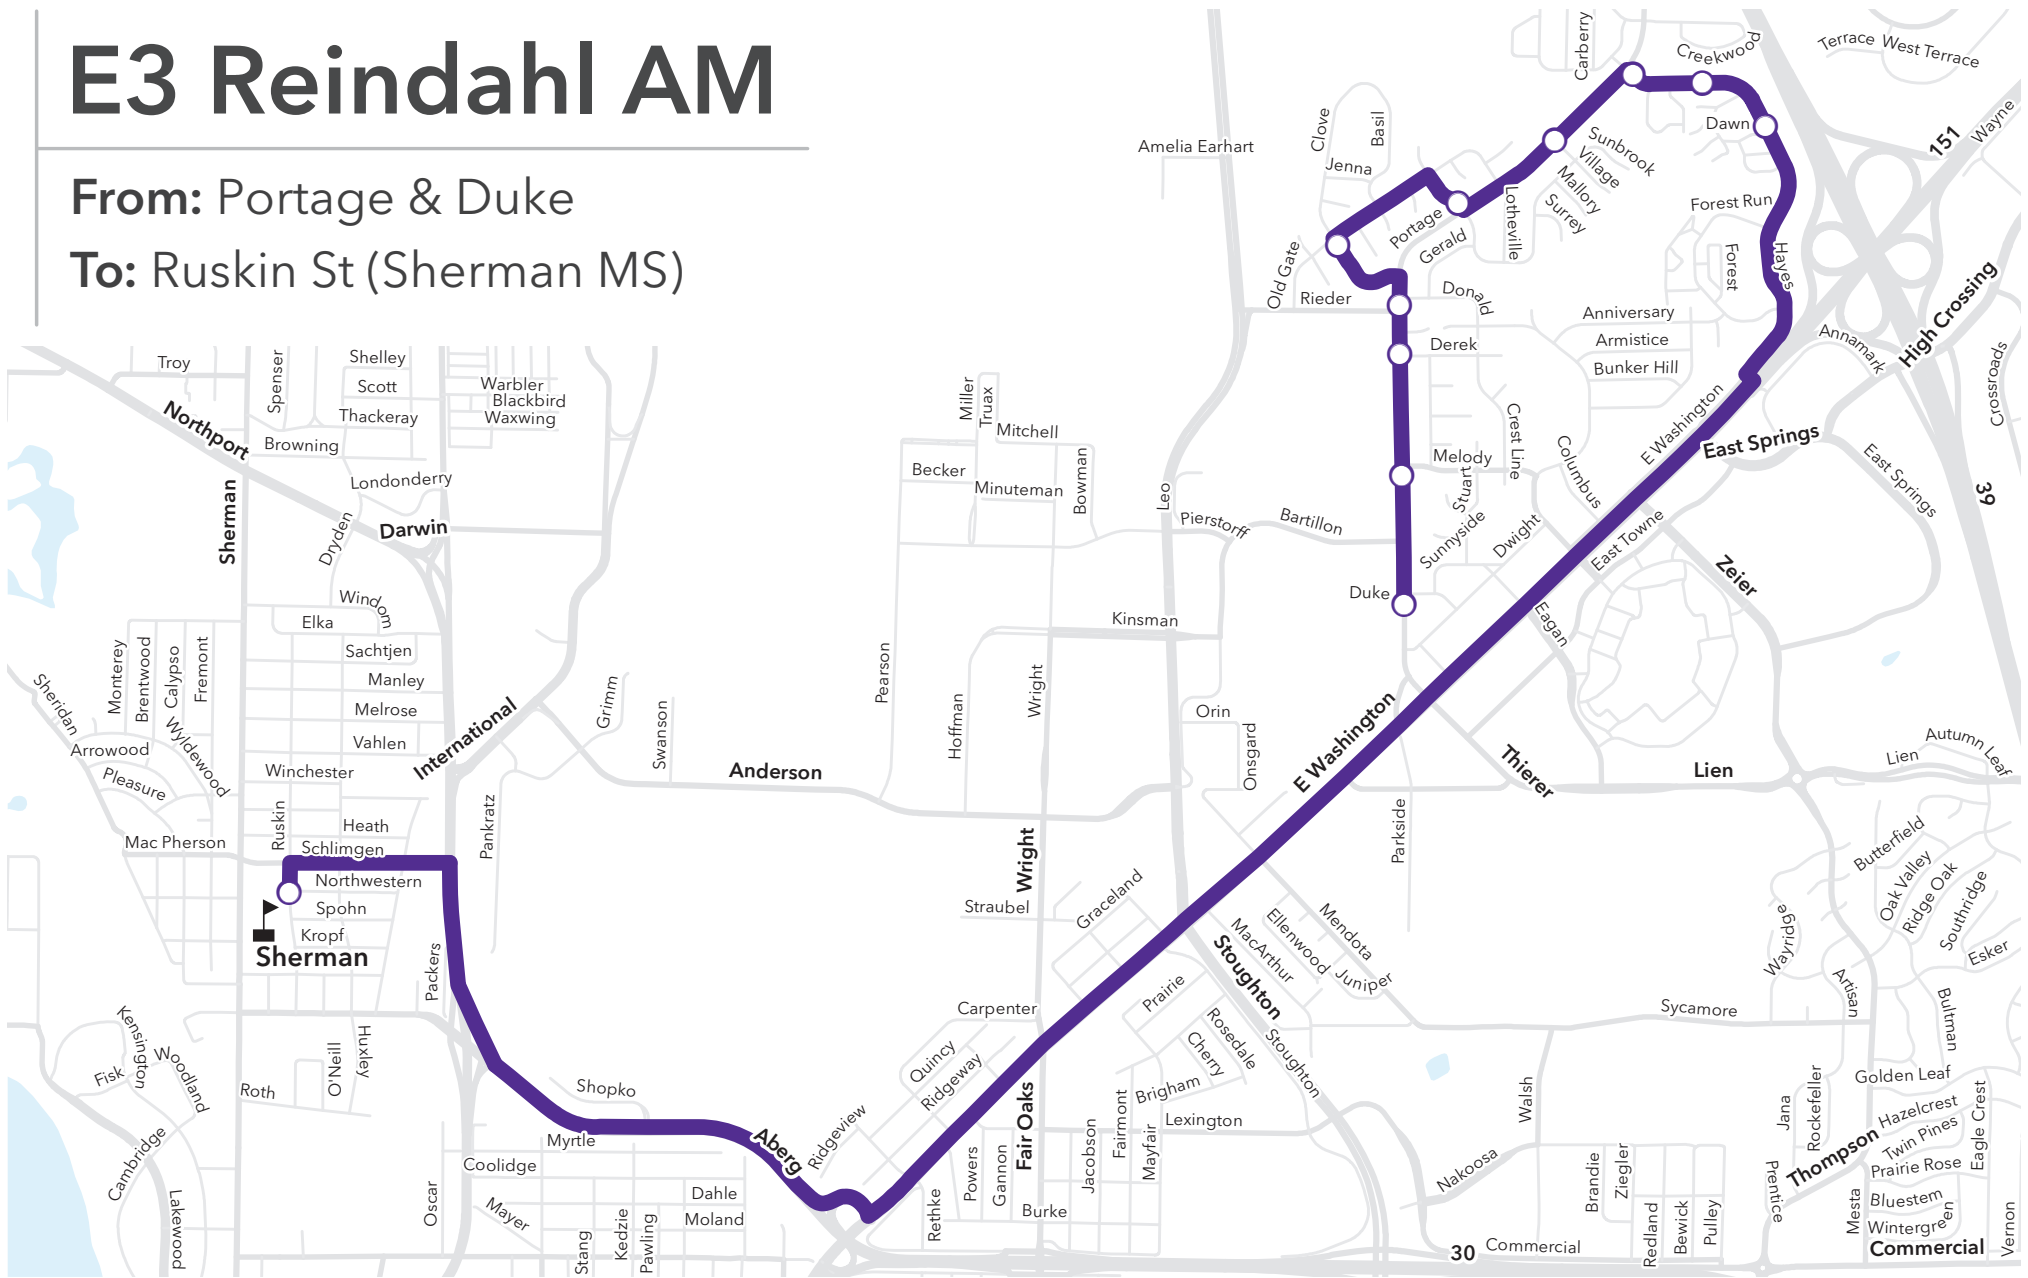 E3 Reindahl AM
From: Portage & Duke
To: Ruskin St (Sherman MS)
Carberry
Creekwood
Terrace
West Terrace
Wayne
151
Dawn
Clove
Basil
Jenna
Amelia Earhart
Sunbrook
Village
Mallory
Surrey
Lotheville
Portage
Gerald
Forest Run
Forest
Hayes
Old Gate
Rieder
Donald
Derek
Anniversary
Armistice
Bunker Hill
Annamark
High Crossing
Crossroads
39
E Washington
East Springs
East Springs
Crest Line
Columbus
Melody
Stuart
Sunnyside
Dwight
East Towne
Zeier
Eagan
Duke
Bartillon
Pierstorff
Leo
Kinsman
Miller
Truax
Mitchell
Becker
Minuteman
Bowman
Pearson
Hoffman
Wright
Orin
Onsgard
E Washington
Thierer
Lien
Lien
Autumn Leaf
Parkside
Troy
Spenser
Shelley
Scott
Thackeray
Browning
Warbler
Blackbird
Waxwing
Northport
Londonderry
Sherman
Dryden
Darwin
Windom
Elka
Sachtjen
Manley
Melrose
Vahlen
Winchester
International
Monterey
Brentwood
Calypso
Fremont
Wyldewood
Sheridan
Arrowood
Pleasure
Mac Pherson
Ruskin
Heath
Schlimgen
Northwestern
Spohn
Kropf
Sherman
Packers
Pankratz
Grimm
Swanson
Anderson
Wright
Straubel
Graceland
Carpenter
Quincy
Ridgeway
Ridgeview
Prairie
MacArthur
Ellenwood
Mendota
Juniper
Stoughton
Stoughton
Rosedale
Cherry
Brigham
Lexington
Fairmont
Mayfair
Jacobson
Fair Oaks
Gannon
Powers
Rethke
Burke
Kensington
Woodland
Fisk
Cambridge
Lakewood
Roth
O'Neill
Huxley
Shopko
Myrtle
Aberg
Coolidge
Oscar
Mayer
Dahle
Moland
Stang
Kedzie
Pawling
Butterfield
Oak Valley
Ridge Oak
Southridge
Esker
Wayridge
Artisan
Bultman
Sycamore
Walsh
Nakoosa
Golden Leaf
Jana
Rockefeller
Hazelcrest
Twin Pines
Eagle Crest
Thompson
Prairie Rose
Bluestem
Wintergreen
Prentice
Mesta
Vernon
Brandie
Ziegler
Redland
Bewick
Pulley
30
Commercial
Commercial